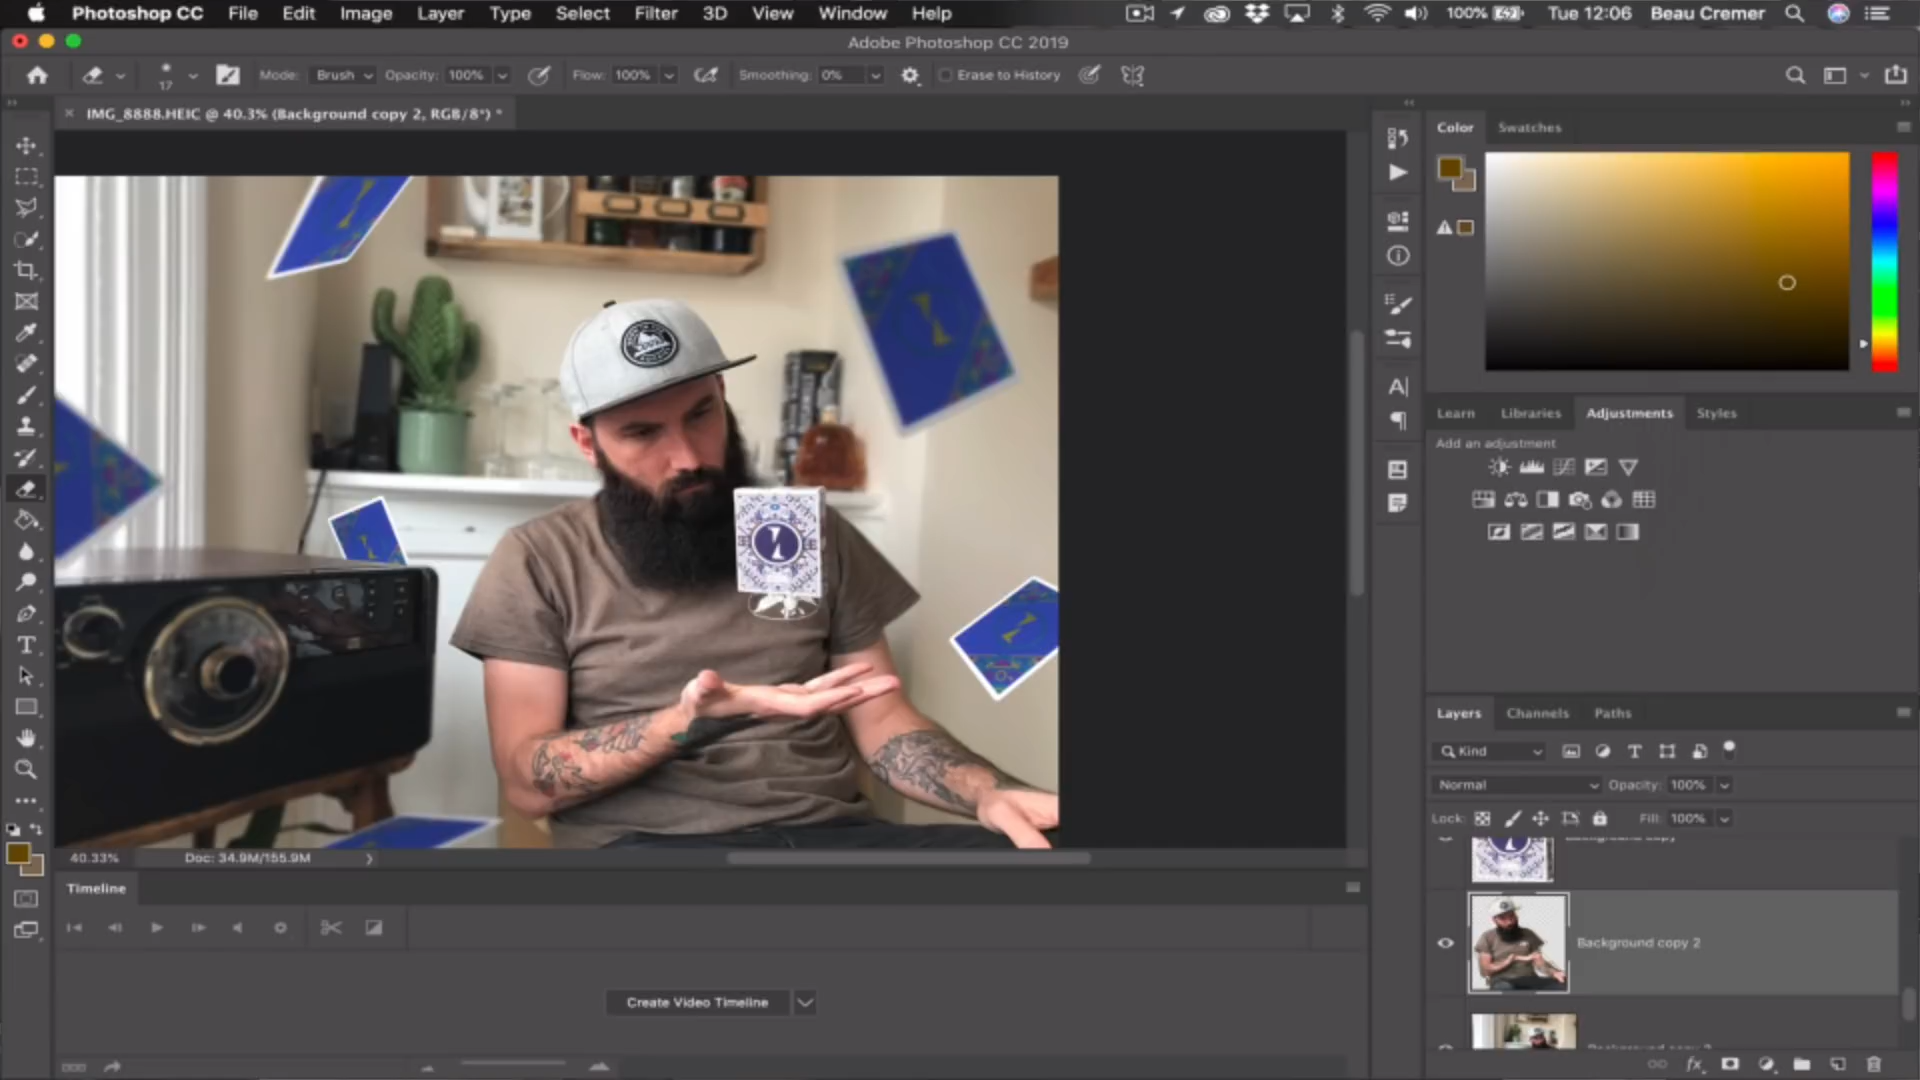 Photoshop CC File Edit Image Layer Type Select Filter 3D View Window Help 100% Tue 12:06 Beau Cremer
Adobe Photoshop CC 2019
17 Mode: Brush Opacity: 100% Flow: 100% Smoothing: 0% Erase to History
IMG_8888.HEIC @ 40.3% (Background copy 2, RGB/8*) *
Color Swatches
Learn Libraries Adjustments Styles
Add an adjustment
Layers Channels Paths
Kind
Normal Opacity: 100%
Lock: Fill: 100%
Background copy
Background copy 2
40.33% Doc: 34.9M/155.9M
Timeline
Create Video Timeline